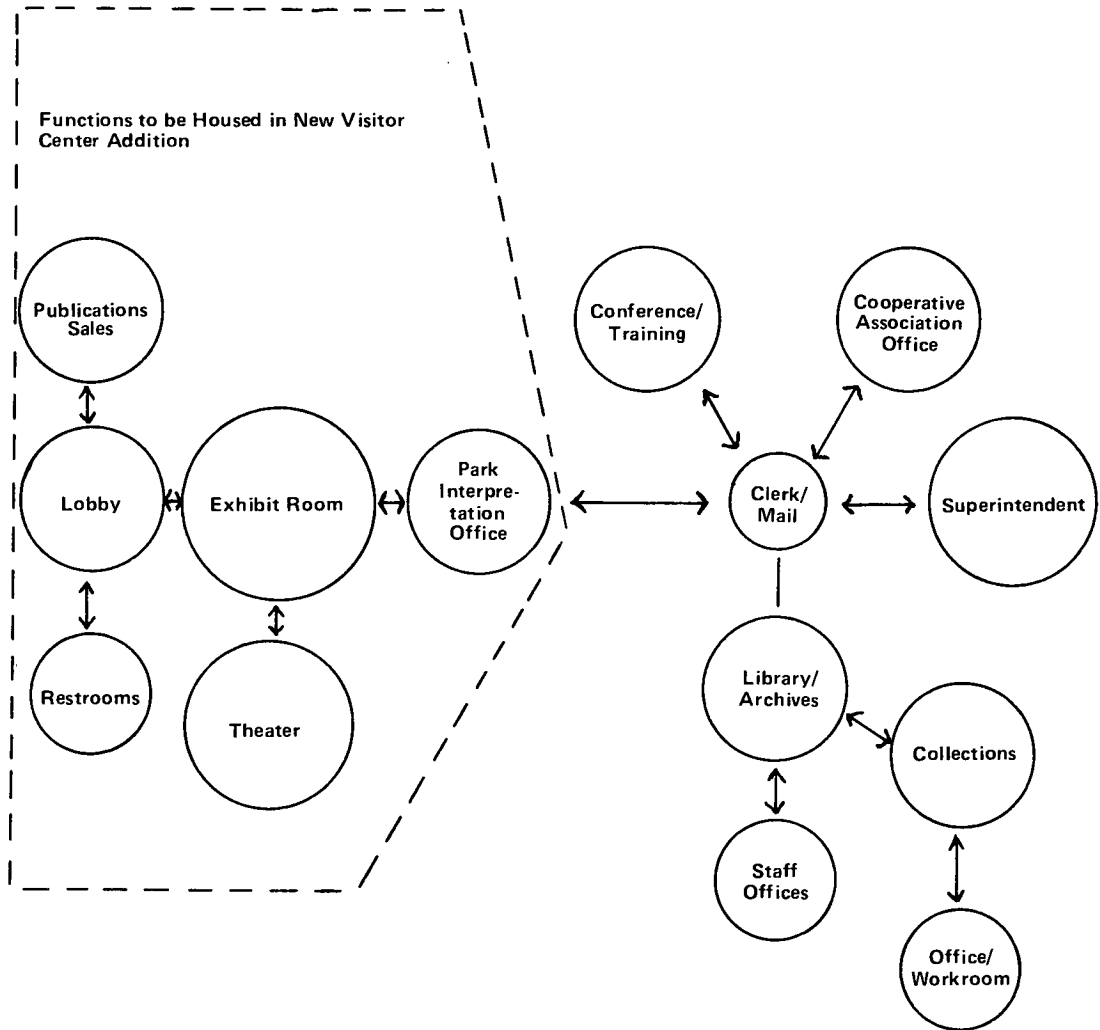 Functions to be Housed in New Visitor
Center Addition
Publications
Sales
Lobby
Restrooms
Exhibit Room
Theater
Park
Interpre-
tation
Office
Conference/
Training
Cooperative
Association
Office
Clerk/
Mail
Superintendent
Library/
Archives
Collections
Staff
Offices
Office/
Workroom